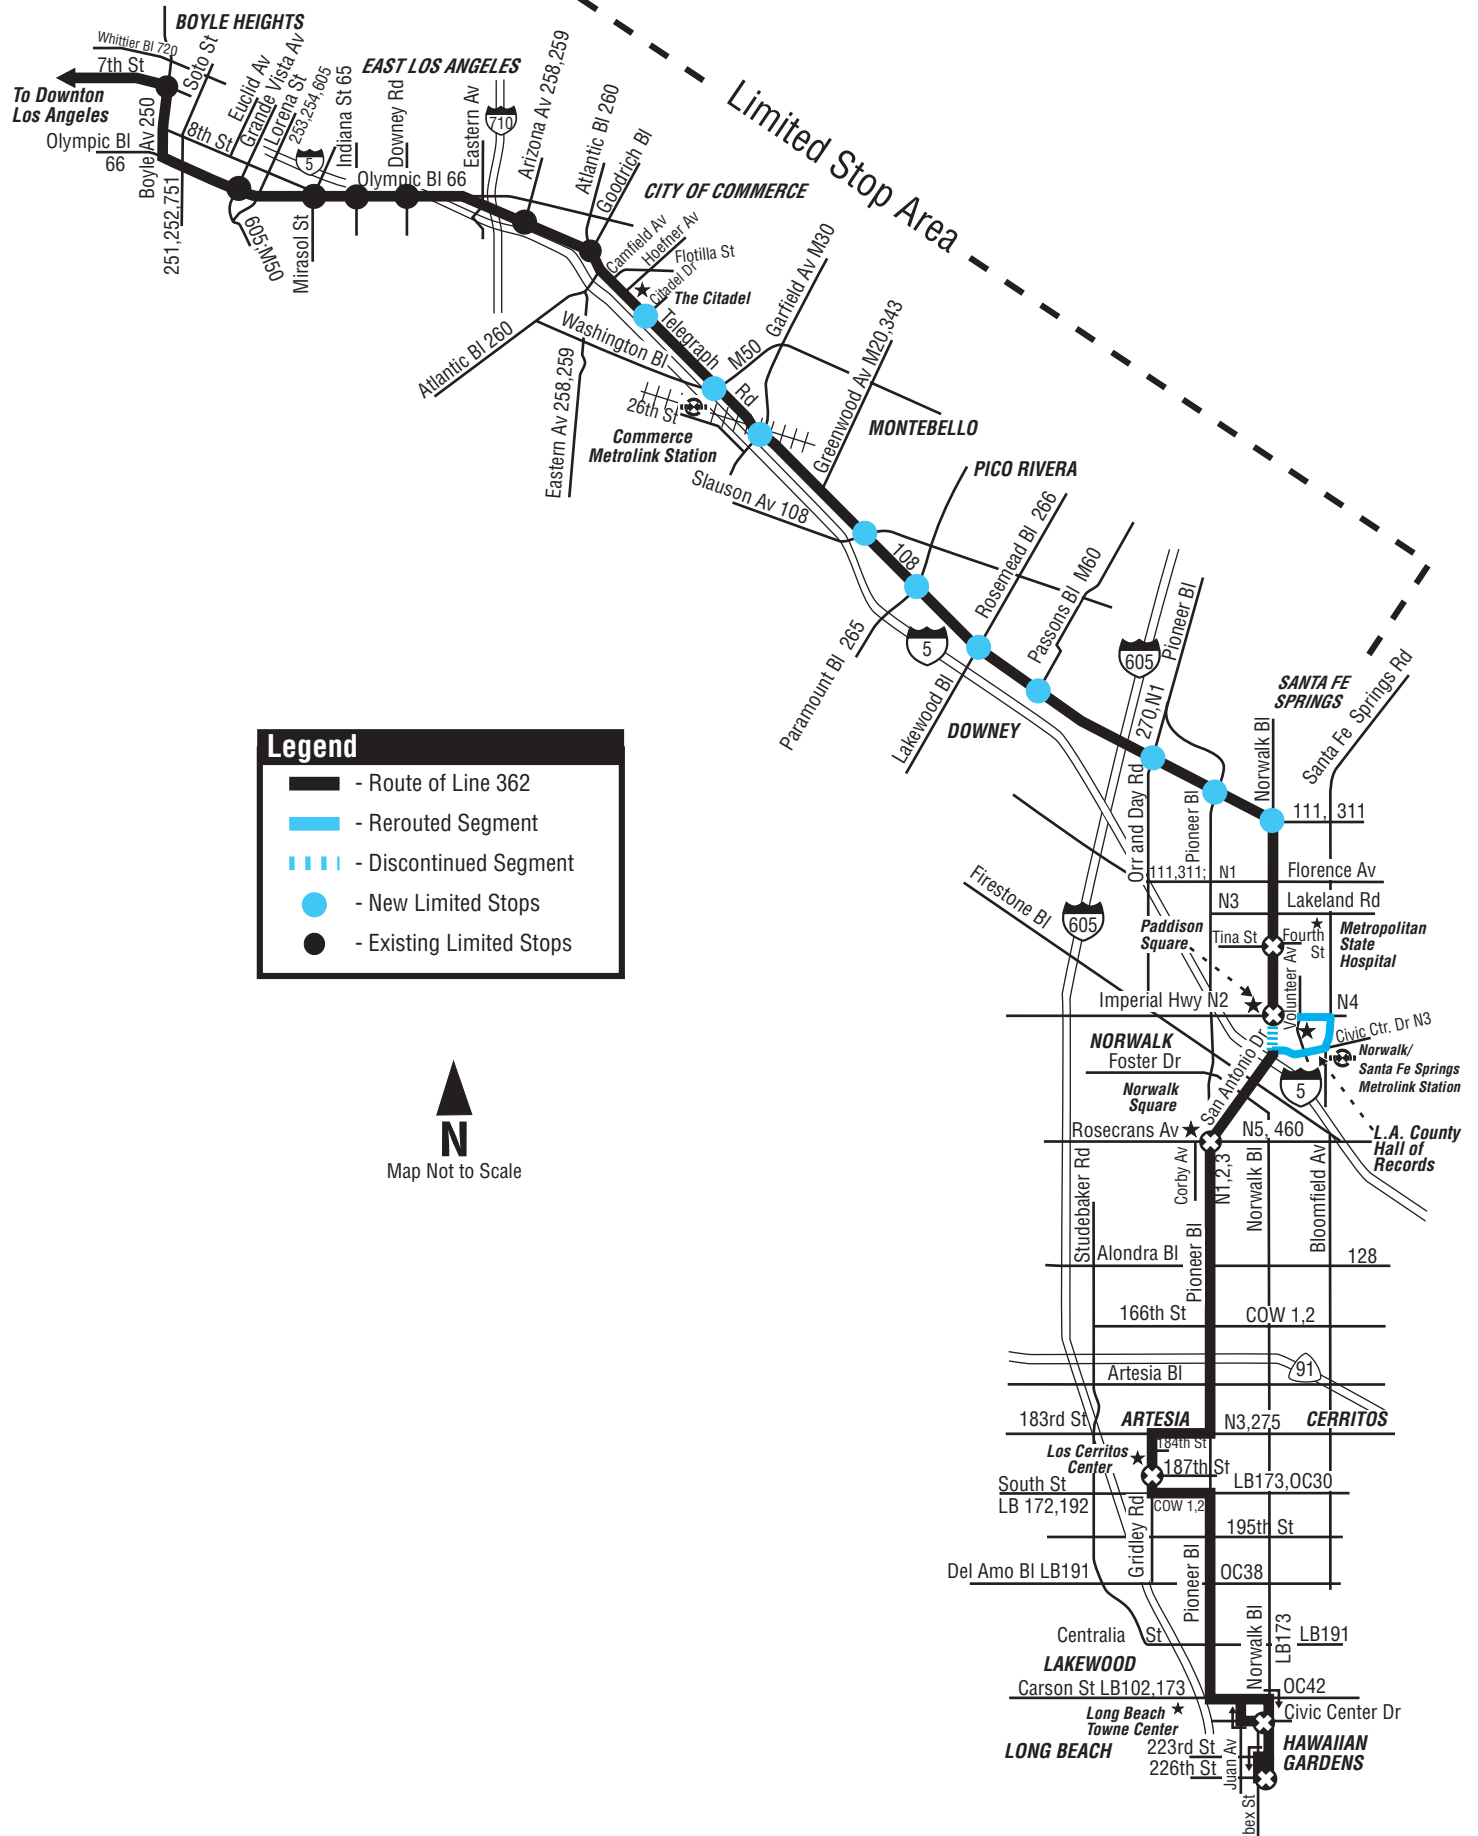 BOYLE HEIGHTS
Whittier Bl 720
7th St
Soto St
To Downton
Los Angeles
Olympic Bl
66
Boyle Av 250
251,252,751
8th St
Euclid Av
Grande Vista Av
Lorena St
253,254,605
5
605;M50
Mirasol St
Indiana St 65
EAST LOS ANGELES
Downey Rd
Olympic Bl 66
Eastern Av
710
Arizona Av 258,259
Atlantic Bl 260
Goodrich Bl
CITY OF COMMERCE
Camfield Av
Hoefner Av
Flotilla St
Citadel Dr
The Citadel
Limited Stop Area
Atlantic Bl 260
Washington Bl
Telegraph
Rd
M50
Garfield Av M30
Eastern Av 258,259
26th St
Commerce
Metrolink Station
Greenwood Av M20,343
MONTEBELLO
Slauson Av 108
108
PICO RIVERA
Rosemead Bl 266
Paramount Bl 265
5
Passons Bl M60
Lakewood Bl
DOWNEY
605
270,N1
Pioneer Bl
SANTA FE
SPRINGS
Santa Fe Springs Rd
Norwalk Bl
Legend
- Route of Line 362
- Rerouted Segment
- Discontinued Segment
- New Limited Stops
- Existing Limited Stops
Orr and Day Rd
Pioneer Bl
111, 311
111,311; N1
Florence Av
Firestone Bl
N3
Lakeland Rd
605
Paddison
Square
Tina St
Fourth
St
Metropolitan
State
Hospital
Volunteer Av
Imperial Hwy N2
N4
Civic Ctr. Dr N3
NORWALK
Foster Dr
San Antonio Dr
Norwalk/
Santa Fe Springs
Metrolink Station
5
Norwalk
Square
Rosecrans Av
N5, 460
L.A. County
Hall of
Records
N
Map Not to Scale
Studebaker Rd
Corby Av
N1,2,3
Norwalk Bl
Bloomfield Av
Pioneer Bl
Alondra Bl
128
166th St
COW 1,2
91
Artesia Bl
183rd St
ARTESIA
N3,275
CERRITOS
184th St
Los Cerritos
Center
187th St
South St
LB 172,192
LB173,OC30
COW 1,2
Gridley Rd
195th St
Pioneer Bl
Del Amo Bl LB191
OC38
Centralia St
Norwalk Bl
LB173
LB191
LAKEWOOD
Carson St LB102,173
OC42
Long Beach
Towne Center
Civic Center Dr
LONG BEACH
223rd St
226th St
Juan Av
HAWAIIAN
GARDENS
bex St